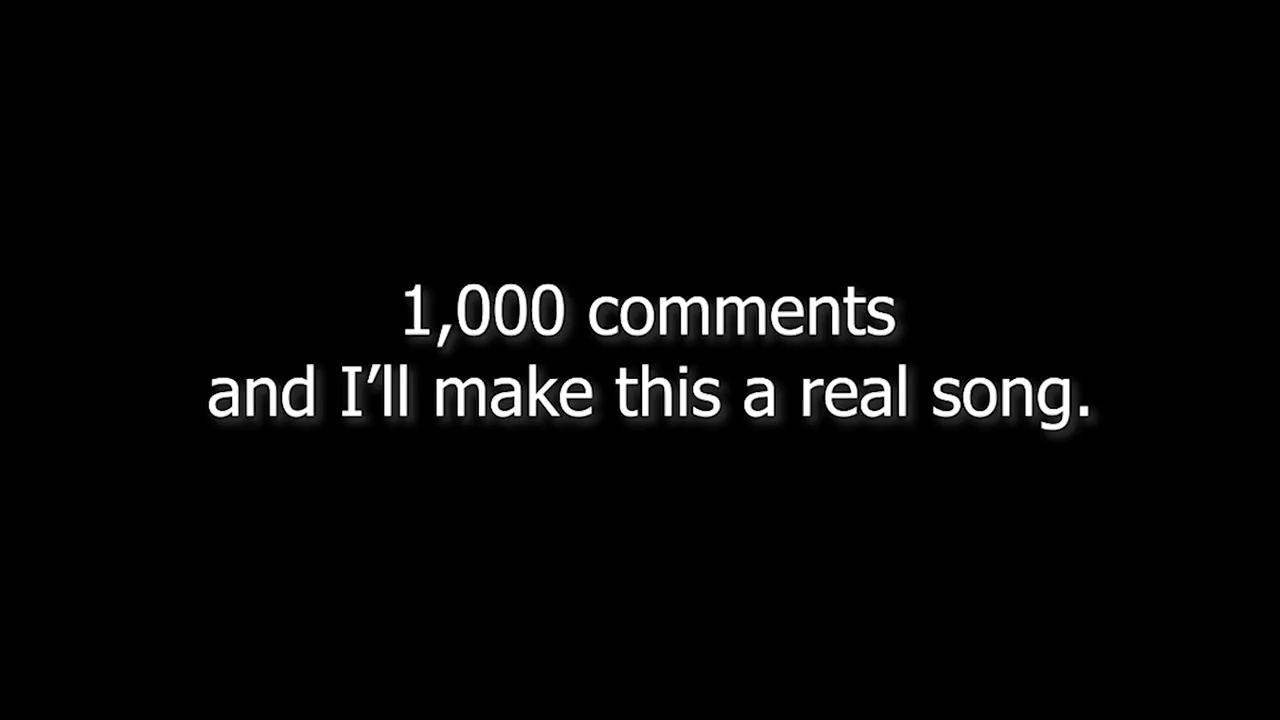 1,000 comments
and I’ll make this a real song.